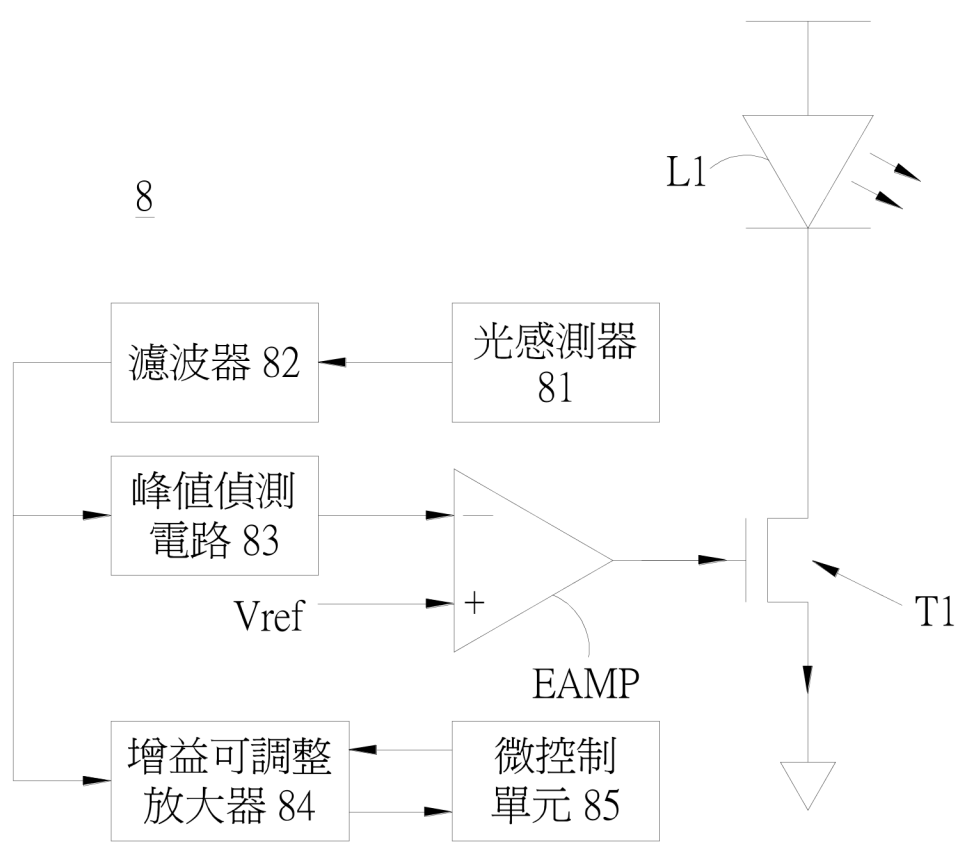 L1
8
濾波器 82
光感測器
81
峰值偵測
電路 83
−
Vref
+
T1
EAMP
增益可調整
放大器 84
微控制
單元 85